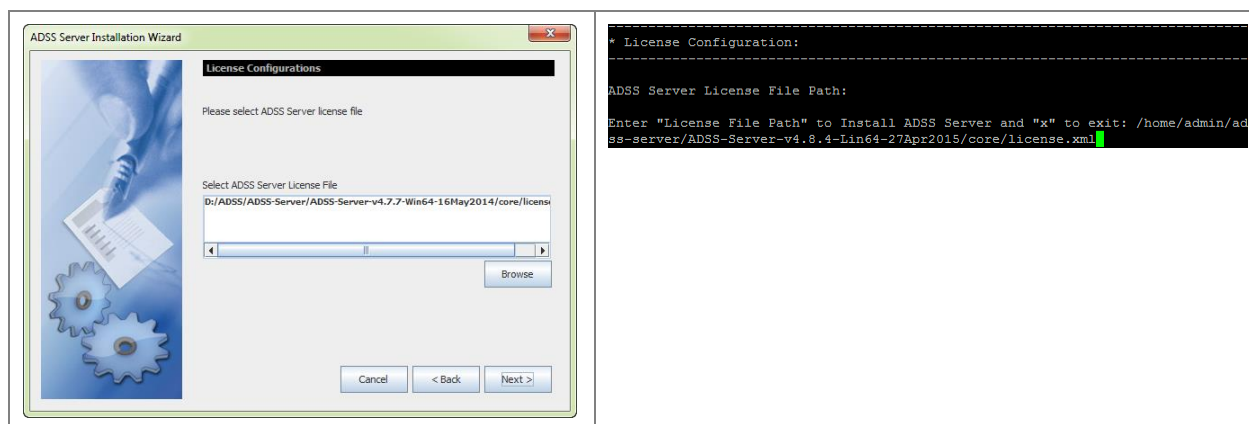 ADSS Server Installation Wizard
License Configurations
Please select ADSS Server license file
Select ADSS Server License File
D:/ADSS/ADSS-Server/ADSS-Server-v4.7.7-Win64-16May2014/core/license
Browse
Cancel
< Back
Next >
* License Configuration:
ADSS Server License File Path:
Enter "License File Path" to Install ADSS Server and "x" to exit: /home/admin/ad
ss-server/ADSS-Server-v4.8.4-Lin64-27Apr2015/core/license.xml